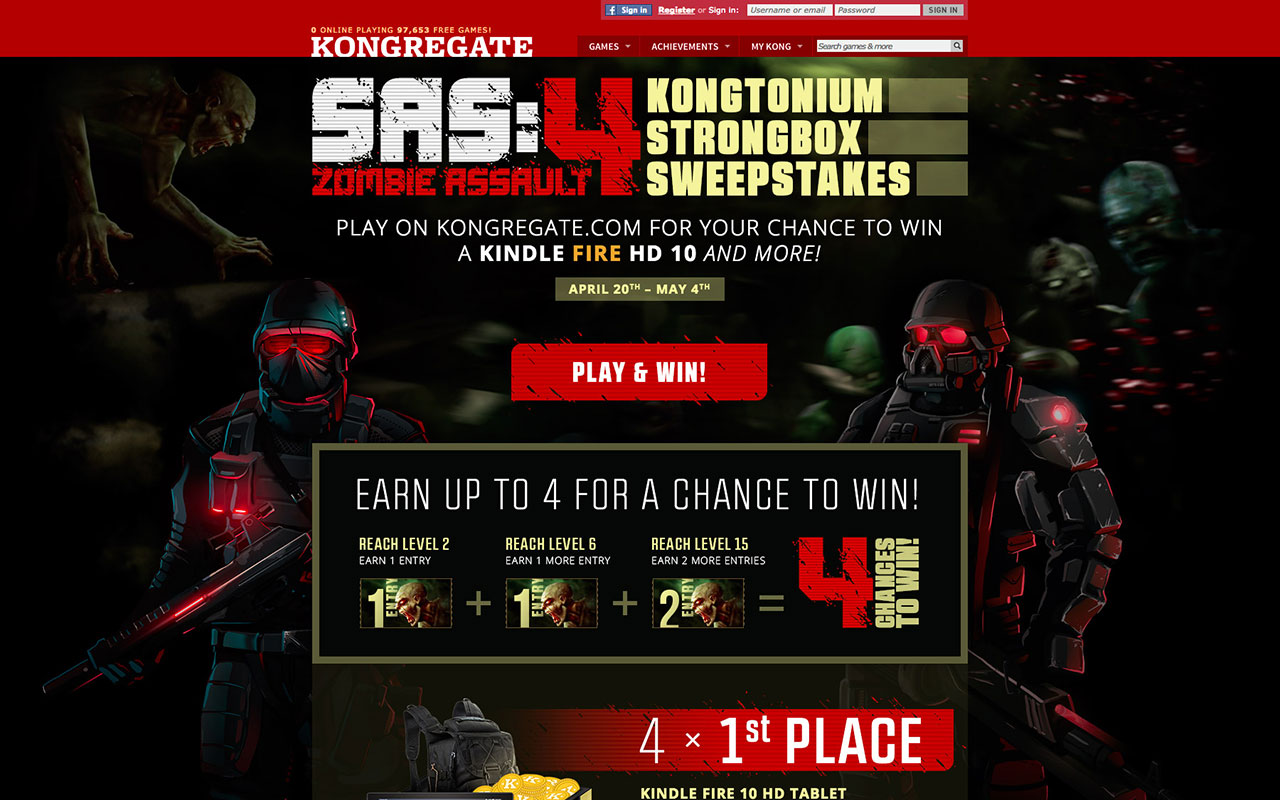 Sign in
Register or Sign in:
Username or email
Password
SIGN IN
0 ONLINE PLAYING 97,653 FREE GAMES!
KONGREGATE
GAMES
ACHIEVEMENTS
MY KONG
Search games & more
SAS:4
ZOMBIE ASSAULT
KONGTONIUM
STRONGBOX
SWEEPSTAKES
PLAY ON KONGREGATE.COM FOR YOUR CHANCE TO WIN
A KINDLE FIRE HD 10 AND MORE!
APRIL 20TH – MAY 4TH
PLAY & WIN!
EARN UP TO 4 FOR A CHANCE TO WIN!
REACH LEVEL 2
EARN 1 ENTRY
1 ENTRY
+
REACH LEVEL 6
EARN 1 MORE ENTRY
1 ENTRY
+
REACH LEVEL 15
EARN 2 MORE ENTRIES
2 ENTRY
=
4 CHANCES
TO WIN!
4 × 1st PLACE
KINDLE FIRE 10 HD TABLET